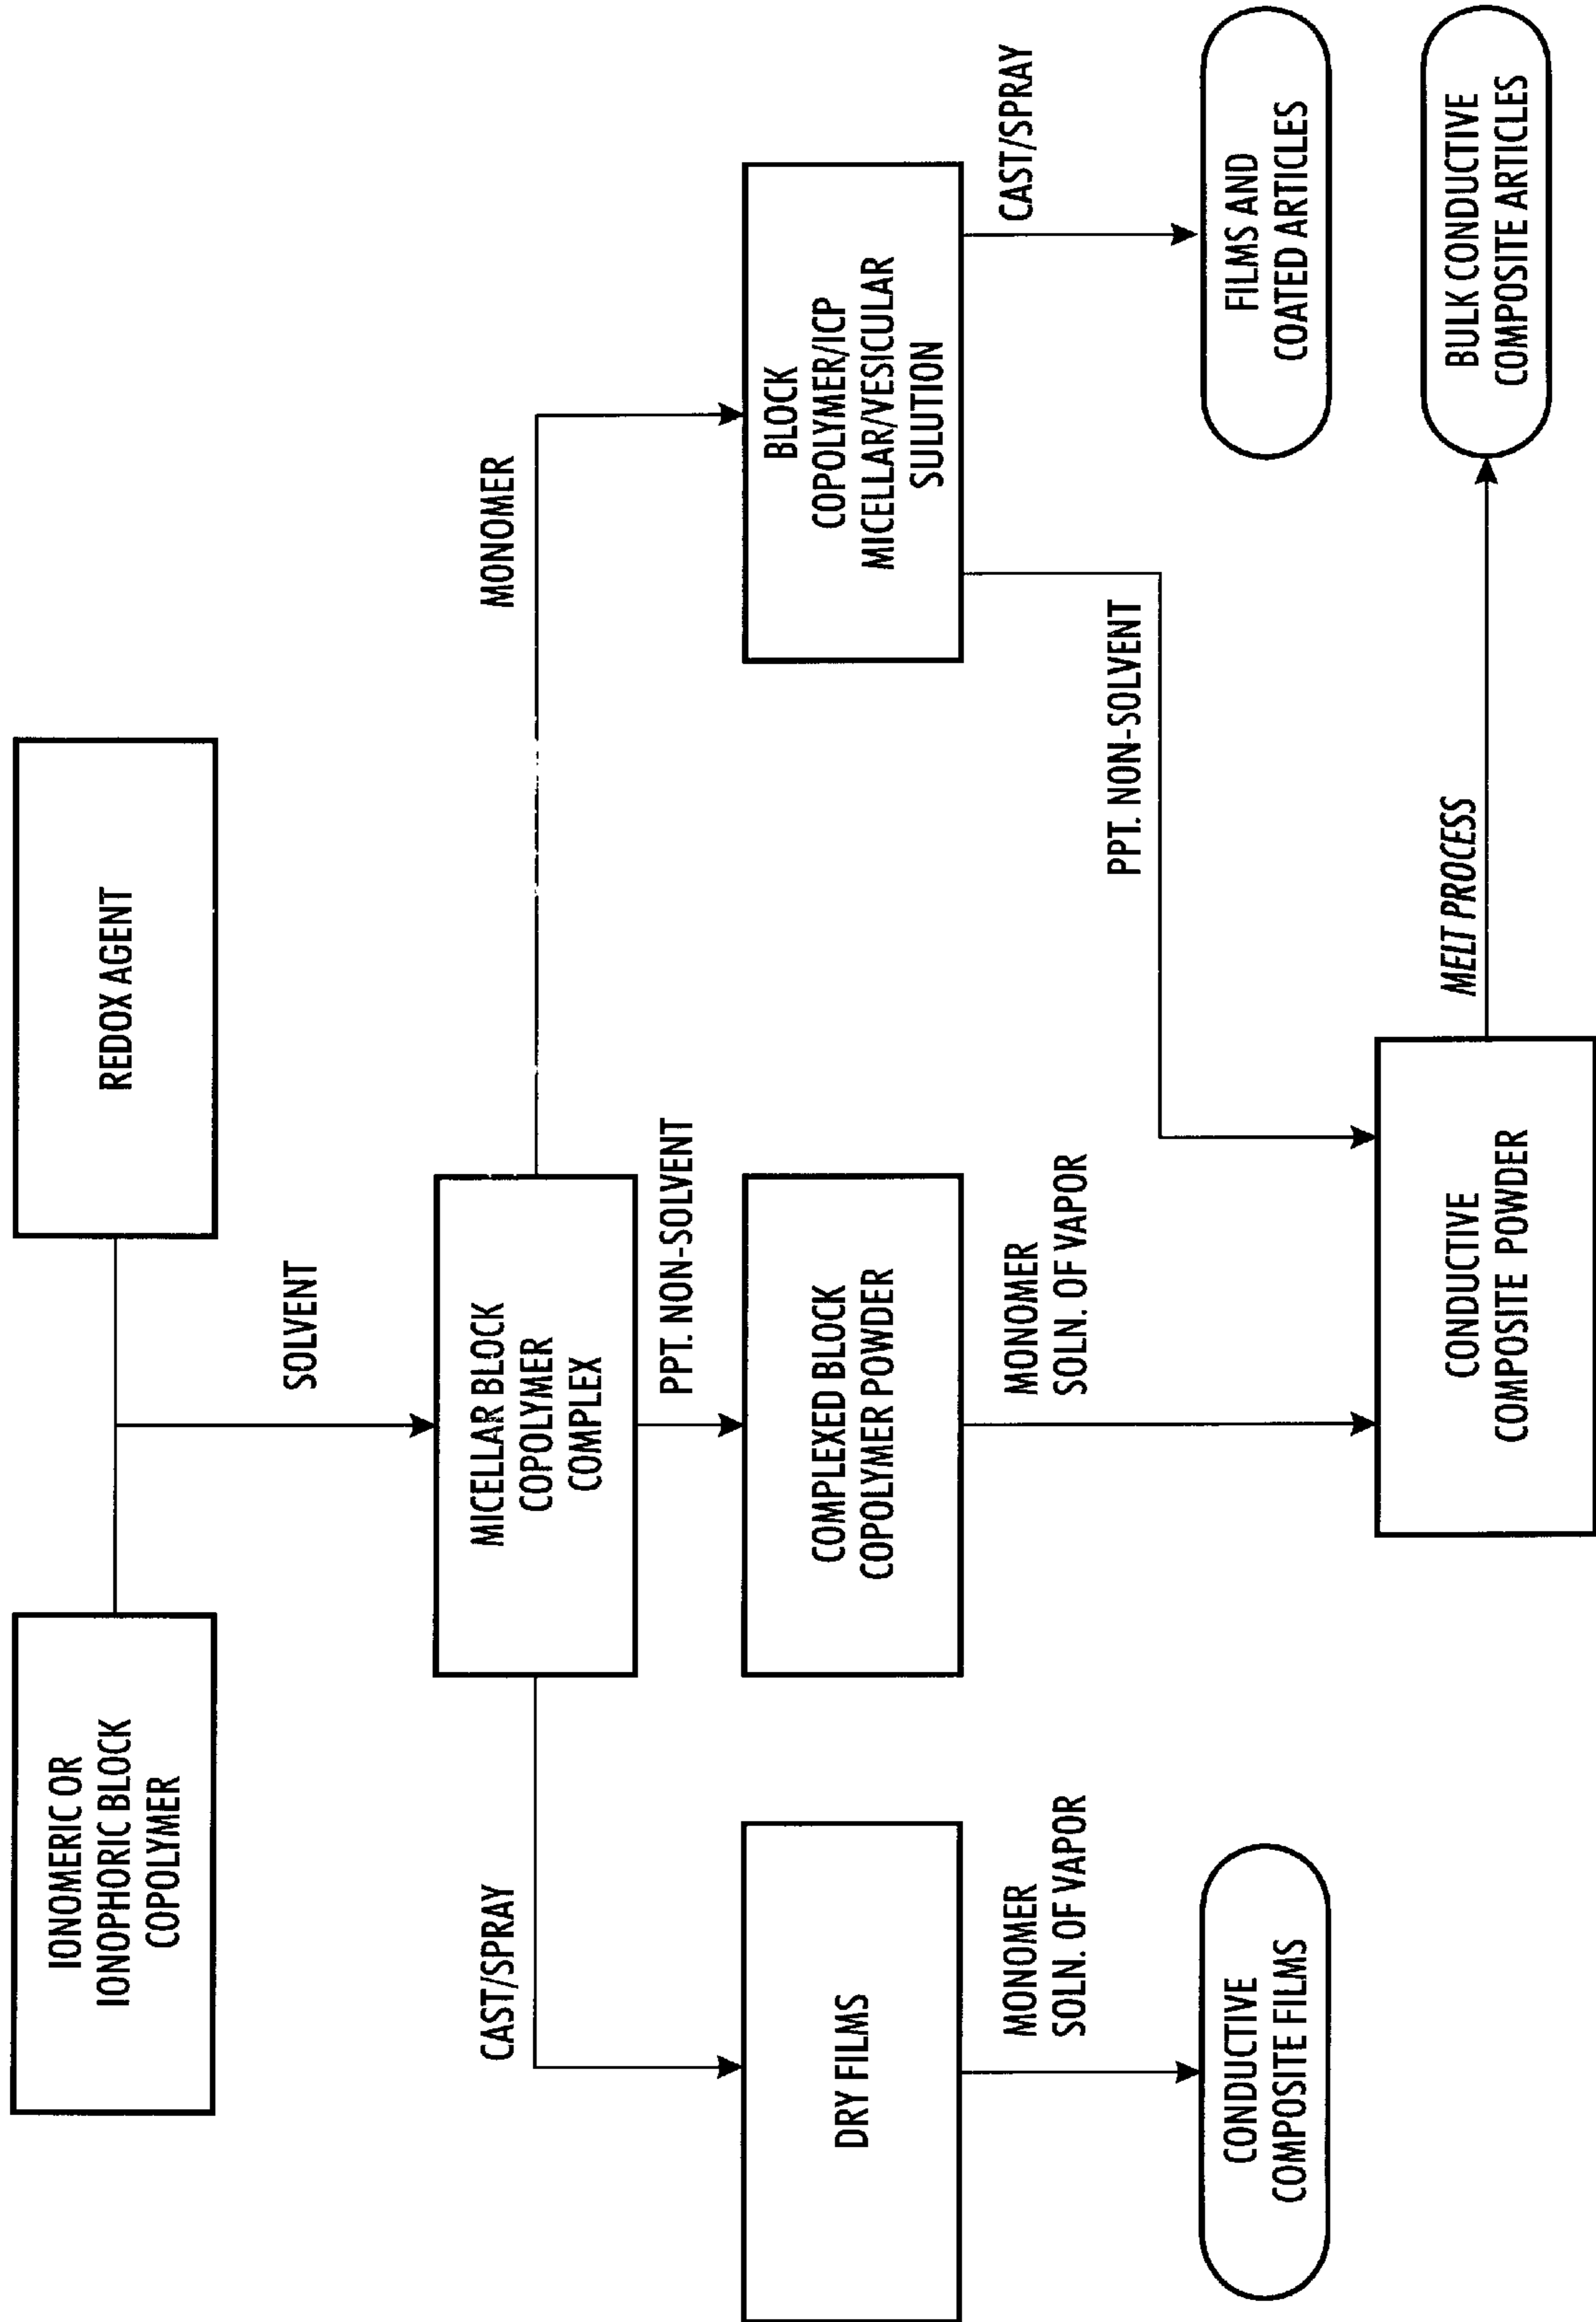 IONOMERIC OR
IONOPHORIC BLOCK
COPOLYMER
REDOX AGENT
SOLVENT
MICELLAR BLOCK
COPOLYMER
COMPLEX
CAST/SPRAY
PPT. NON-SOLVENT
MONOMER
DRY FILMS
COMPLEXED BLOCK
COPOLYMER POWDER
BLOCK
COPOLYMER/ICP
MICELLAR/VESICULAR
SULUTION
MONOMER
SOLN. OF VAPOR
MONOMER
SOLN. OF VAPOR
PPT. NON-SOLVENT
CAST/SPRAY
CONDUCTIVE
COMPOSITE FILMS
FILMS AND
COATED ARTICLES
CONDUCTIVE
COMPOSITE POWDER
MELT PROCESS
BULK CONDUCTIVE
COMPOSITE ARTICLES